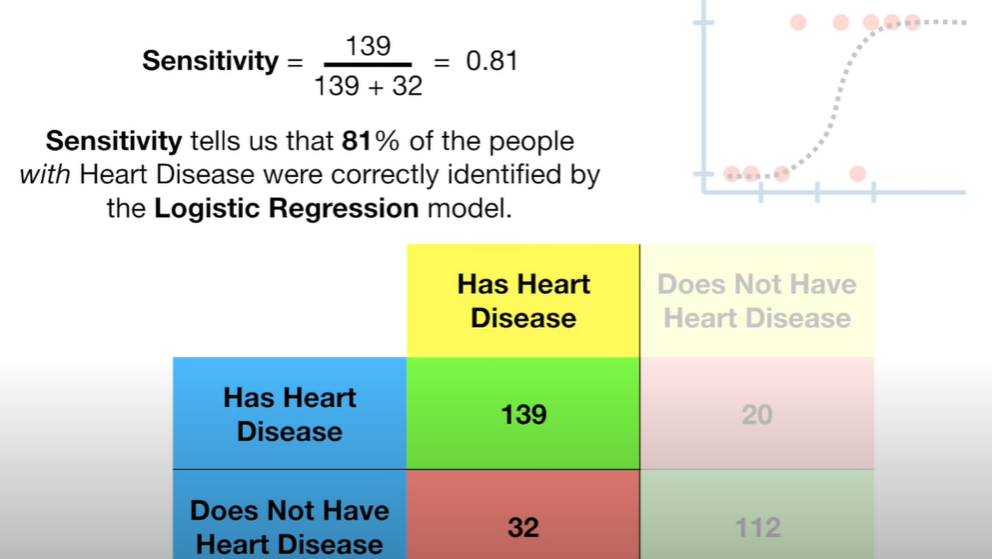 Sensitivity = 139 / 139 + 32 = 0.81
Sensitivity tells us that 81% of the people
with Heart Disease were correctly identified by
the Logistic Regression model.
Has Heart Disease
Does Not Have Heart Disease
Has Heart Disease
139
20
Does Not Have Heart Disease
32
112